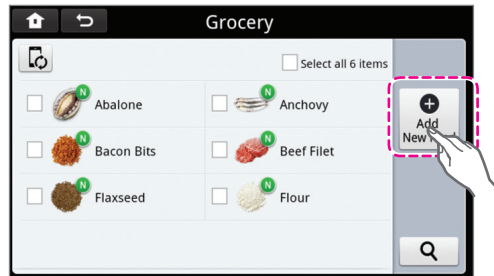 Grocery
Select all 6 items
N
Abalone
N
Anchovy
N
Bacon Bits
N
Beef Filet
N
Flaxseed
N
Flour
Add
New